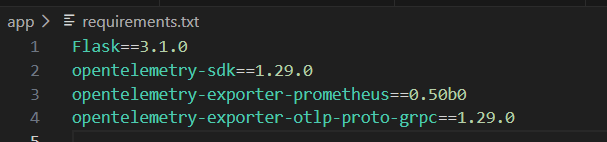 app > requirements.txt
1 Flask==3.1.0
2 opentelemetry-sdk==1.29.0
3 opentelemetry-exporter-prometheus==0.50b0
4 opentelemetry-exporter-otlp-proto-grpc==1.29.0
5